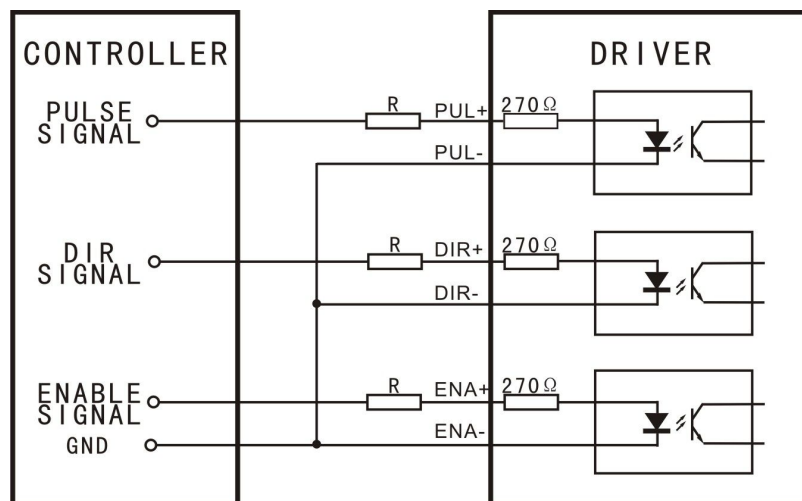 CONTROLLER
DRIVER
PULSE
SIGNAL
R
PUL+
270Ω
PUL-
DIR
SIGNAL
R
DIR+
270Ω
DIR-
ENABLE
SIGNAL
R
ENA+
270Ω
GND
ENA-